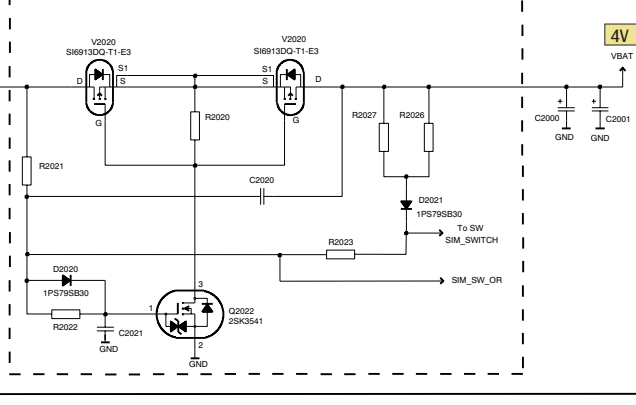 4V
V2020
SI6913DQ-T1-E3
V2020
SI6913DQ-T1-E3
VBAT
D
S1
S
S1
S
D
G
G
R2020
R2027
R2026
+
C2000
GND
+
C2001
GND
R2021
C2020
D2021
1PS79SB30
To SW
SIM_SWITCH
R2023
D2020
1PS79SB30
SIM_SW_OR
3
1
Q2022
2SK3541
R2022
C2021
GND
2
GND